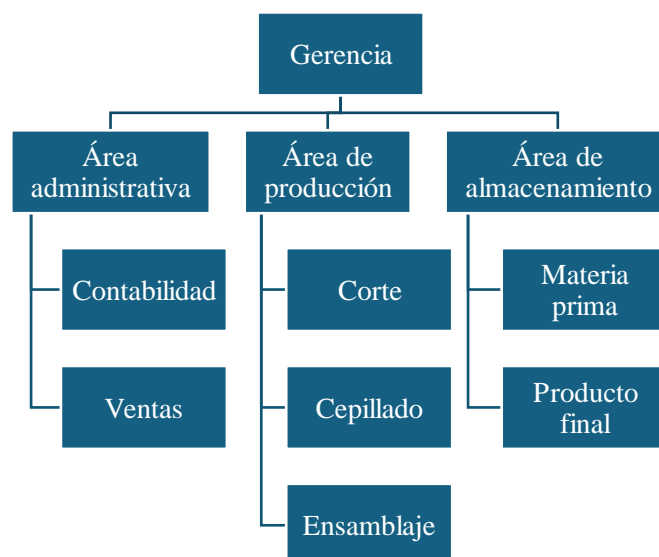 Gerencia
Área
administrativa
Área de
producción
Área de
almacenamiento
Contabilidad
Corte
Materia
prima
Ventas
Cepillado
Producto
final
Ensamblaje